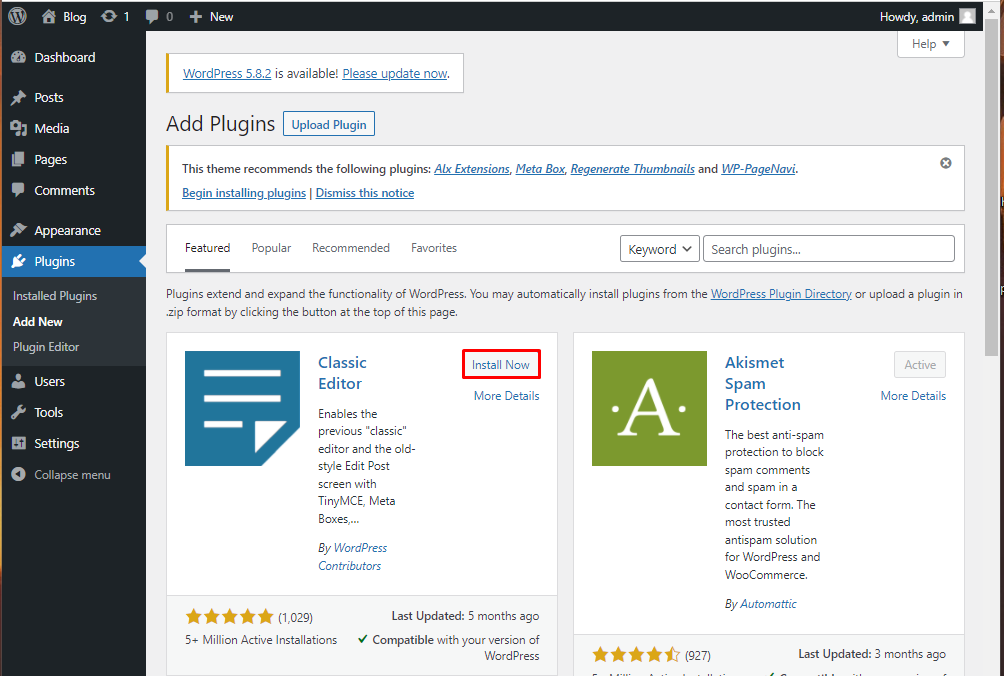 Blog 1 0 New Howdy, admin
Help
Dashboard
Posts
Media
Pages
Comments
Appearance
Plugins
Installed Plugins
Add New
Plugin Editor
Users
Tools
Settings
Collapse menu
WordPress 5.8.2 is available! Please update now.
Add Plugins Upload Plugin
This theme recommends the following plugins: Alx Extensions, Meta Box, Regenerate Thumbnails and WP-PageNavi.
Begin installing plugins | Dismiss this notice
Featured Popular Recommended Favorites Keyword Search plugins...
Plugins extend and expand the functionality of WordPress. You may automatically install plugins from the WordPress Plugin Directory or upload a plugin in
.zip format by clicking the button at the top of this page.
Classic
Editor
Install Now
More Details
Enables the
previous "classic"
editor and the old-
style Edit Post
screen with
TinyMCE, Meta
Boxes,...
By WordPress
Contributors
(1,029)
5+ Million Active Installations
Last Updated: 5 months ago
Compatible with your version of
WordPress
A
Akismet
Spam
Protection
Active
More Details
The best anti-spam
protection to block
spam comments
and spam in a
contact form. The
most trusted
antispam solution
for WordPress and
WooCommerce.
By Automattic
(927)
Last Updated: 3 months ago